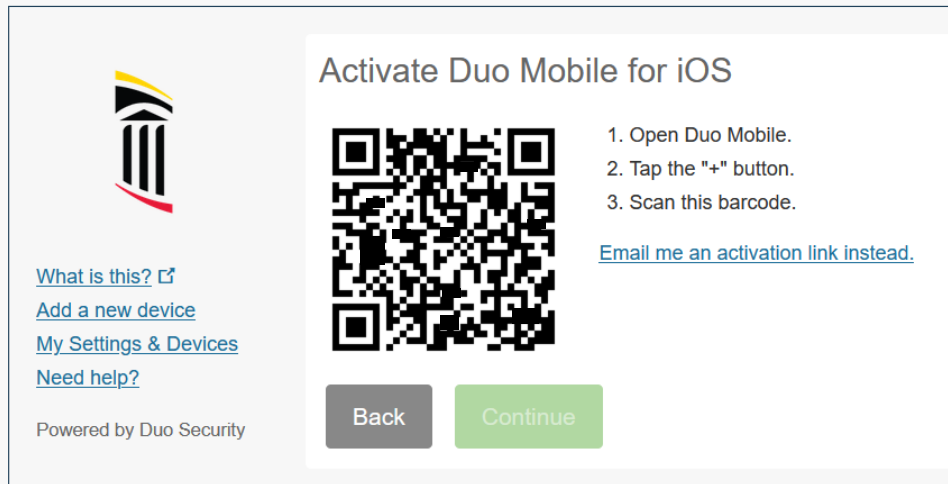 Activate Duo Mobile for iOS
1. Open Duo Mobile.
2. Tap the "+" button.
3. Scan this barcode.
Email me an activation link instead.
What is this?
Add a new device
My Settings & Devices
Need help?
Powered by Duo Security
Back
Continue